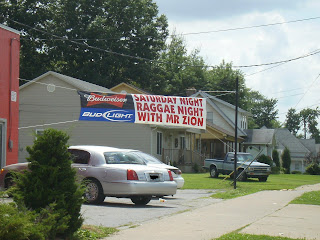 Budweiser
BUD LIGHT
SATURDAY NIGHT
RAGGAE NIGHT
WITH MR ZION